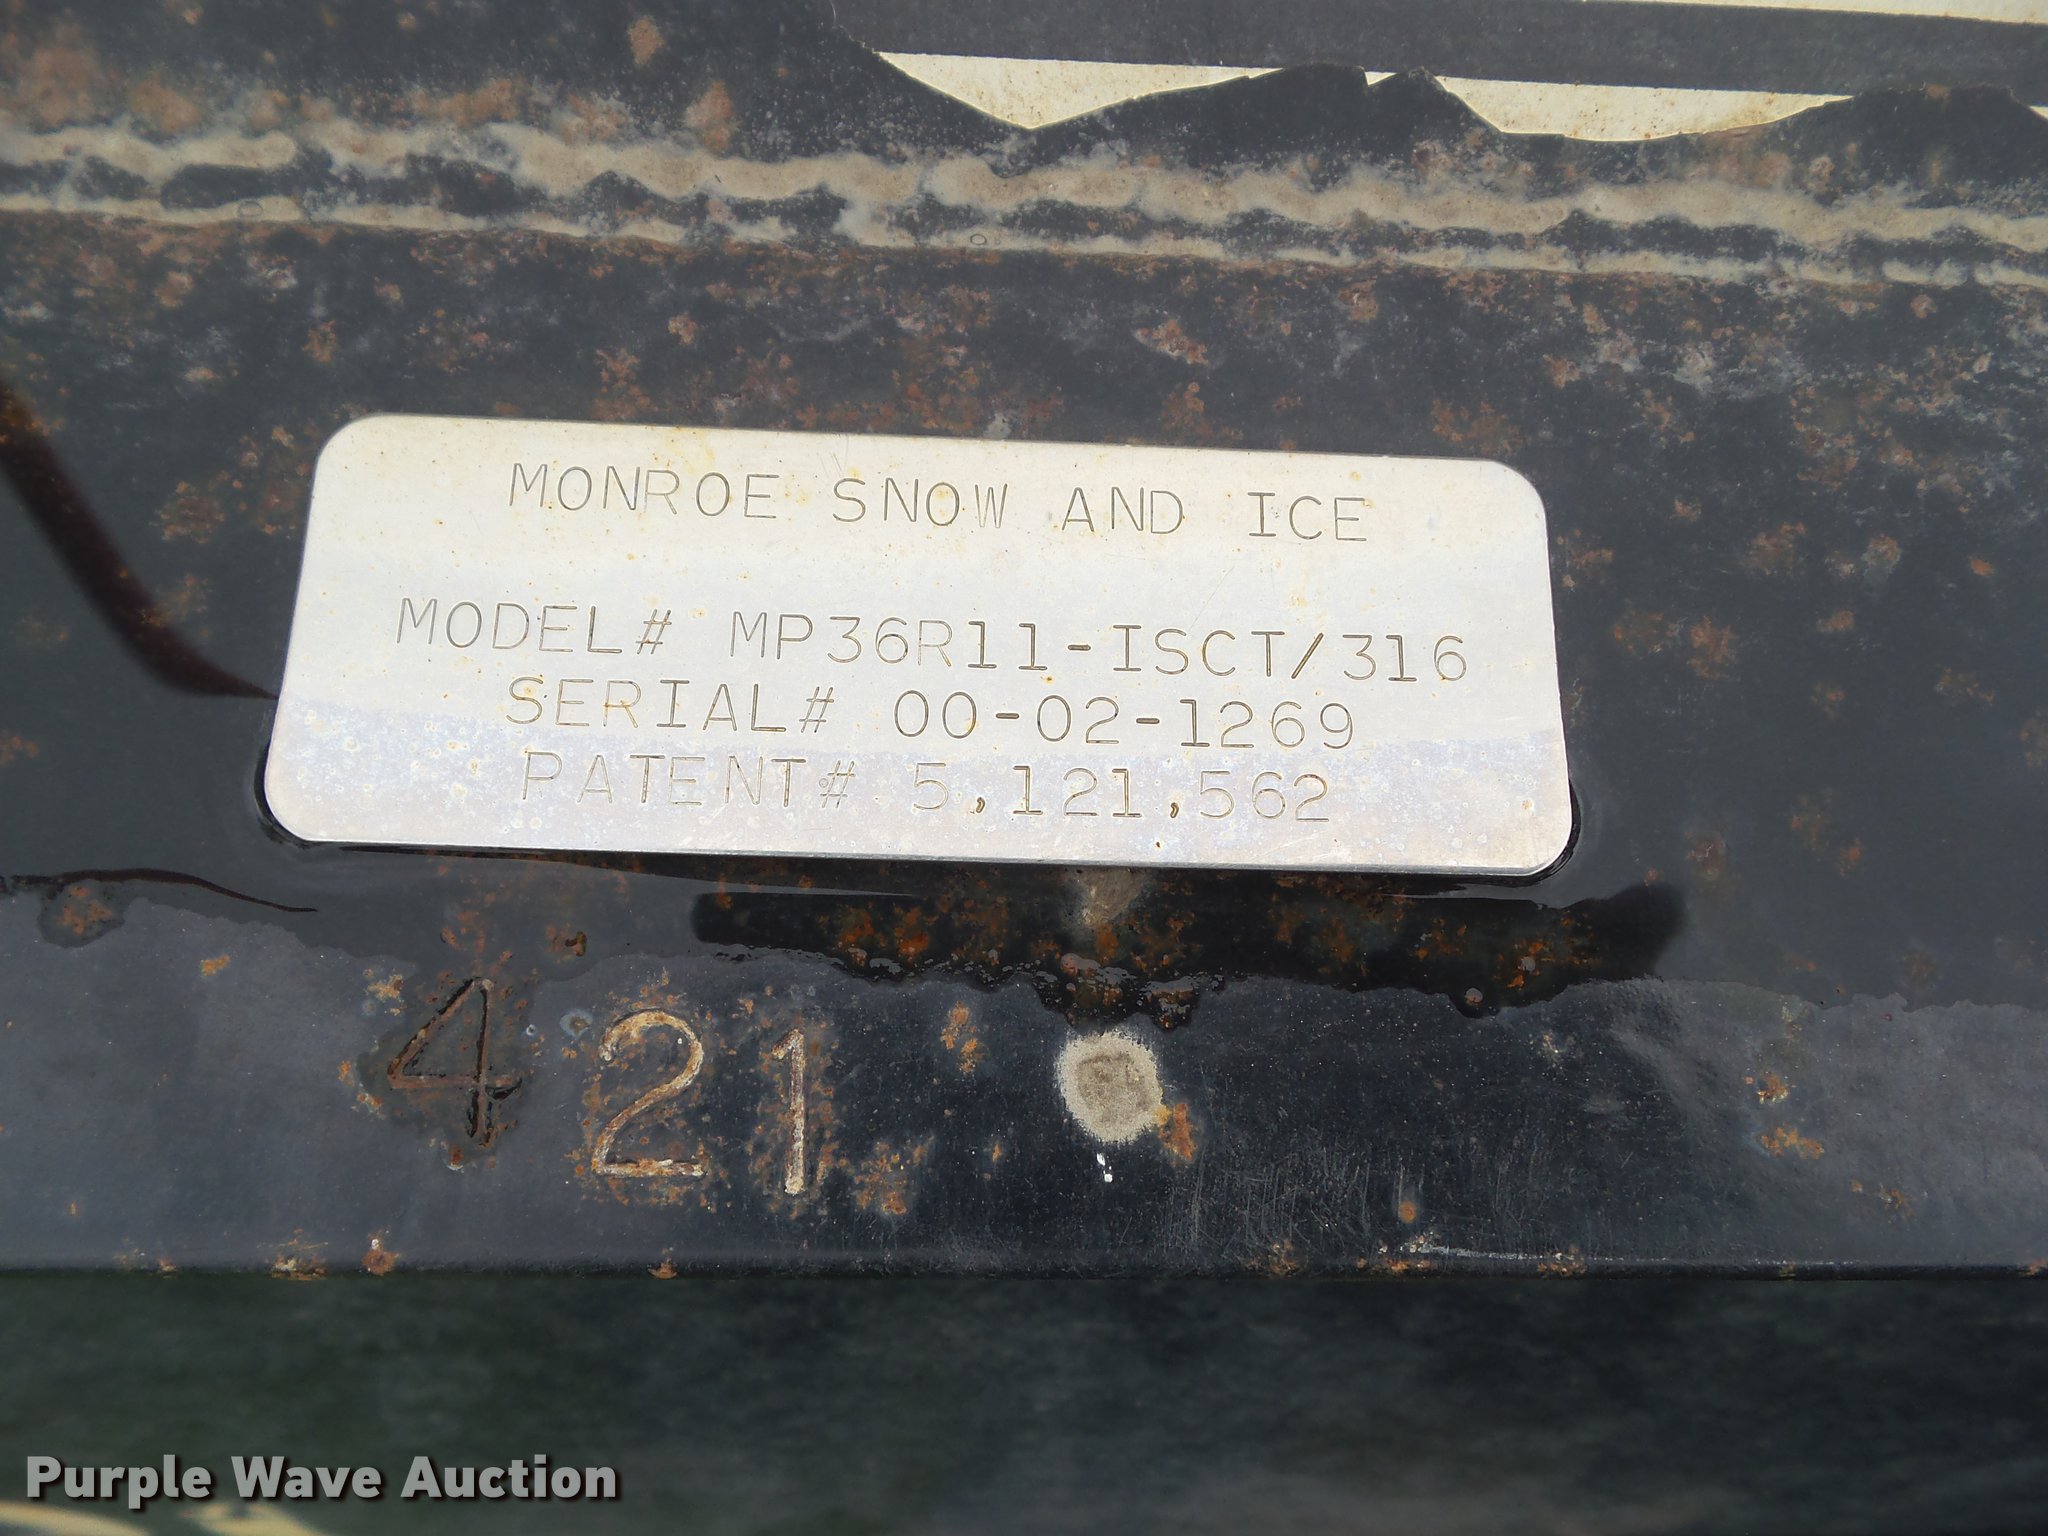 MONROE SNOW AND ICE
MODEL# MP36R11-ISCT/316
SERIAL# 00-02-1269
PATENT# 5,121,562
421
Purple Wave Auction